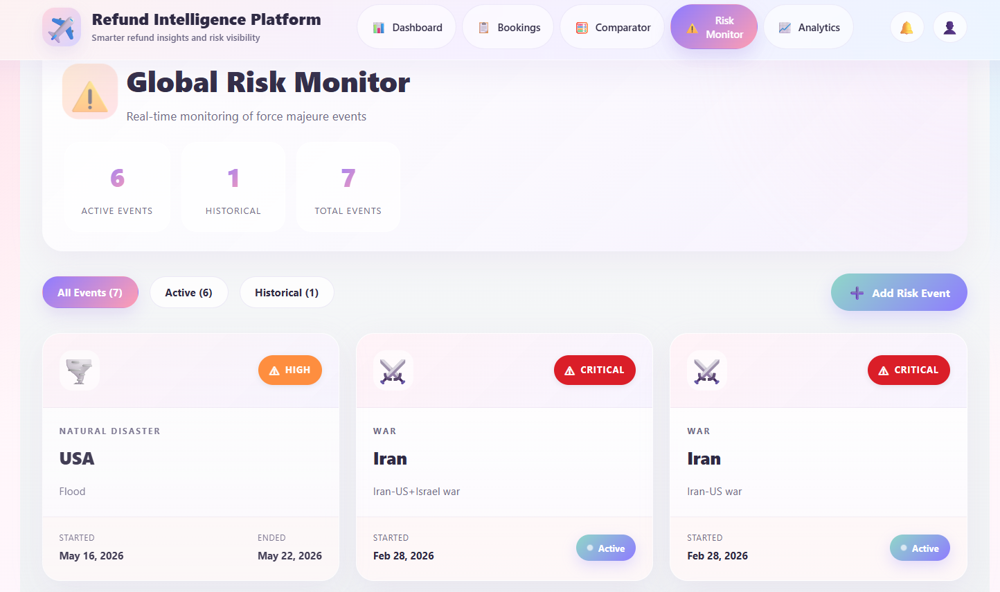 Refund Intelligence Platform
Smarter refund insights and risk visibility
Dashboard
Bookings
Comparator
Risk
Monitor
Analytics
Global Risk Monitor
Real-time monitoring of force majeure events
6
ACTIVE EVENTS
1
HISTORICAL
7
TOTAL EVENTS
All Events (7)
Active (6)
Historical (1)
Add Risk Event
HIGH
NATURAL DISASTER
USA
Flood
STARTED
May 16, 2026
ENDED
May 22, 2026
CRITICAL
WAR
Iran
Iran-US+Israel war
STARTED
Feb 28, 2026
Active
CRITICAL
WAR
Iran
Iran-US war
STARTED
Feb 28, 2026
Active